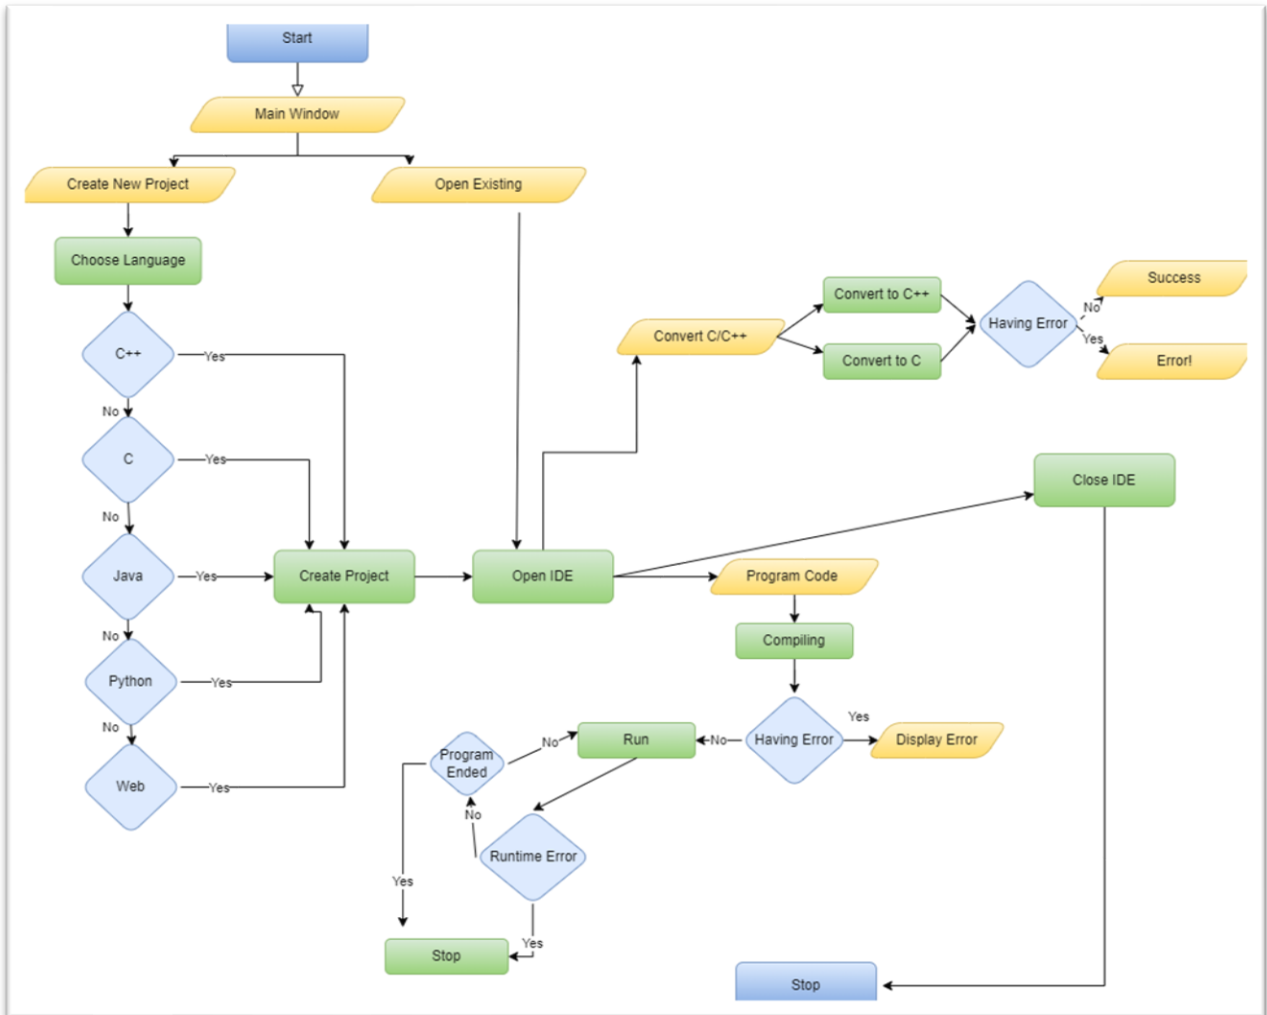 Start
Main Window
Create New Project
Open Existing
Choose Language
Success
Convert to C++
Having Error
No
Convert C/C++
Yes
Convert to C
Error!
C++
Yes
No
C
Yes
Close IDE
No
Java
Yes
Create Project
Open IDE
Program Code
No
Compiling
Python
Yes
No
Yes
Program
Ended
No
Run
No
Having Error
Display Error
Web
Yes
No
Runtime Error
Yes
Yes
Stop
Stop